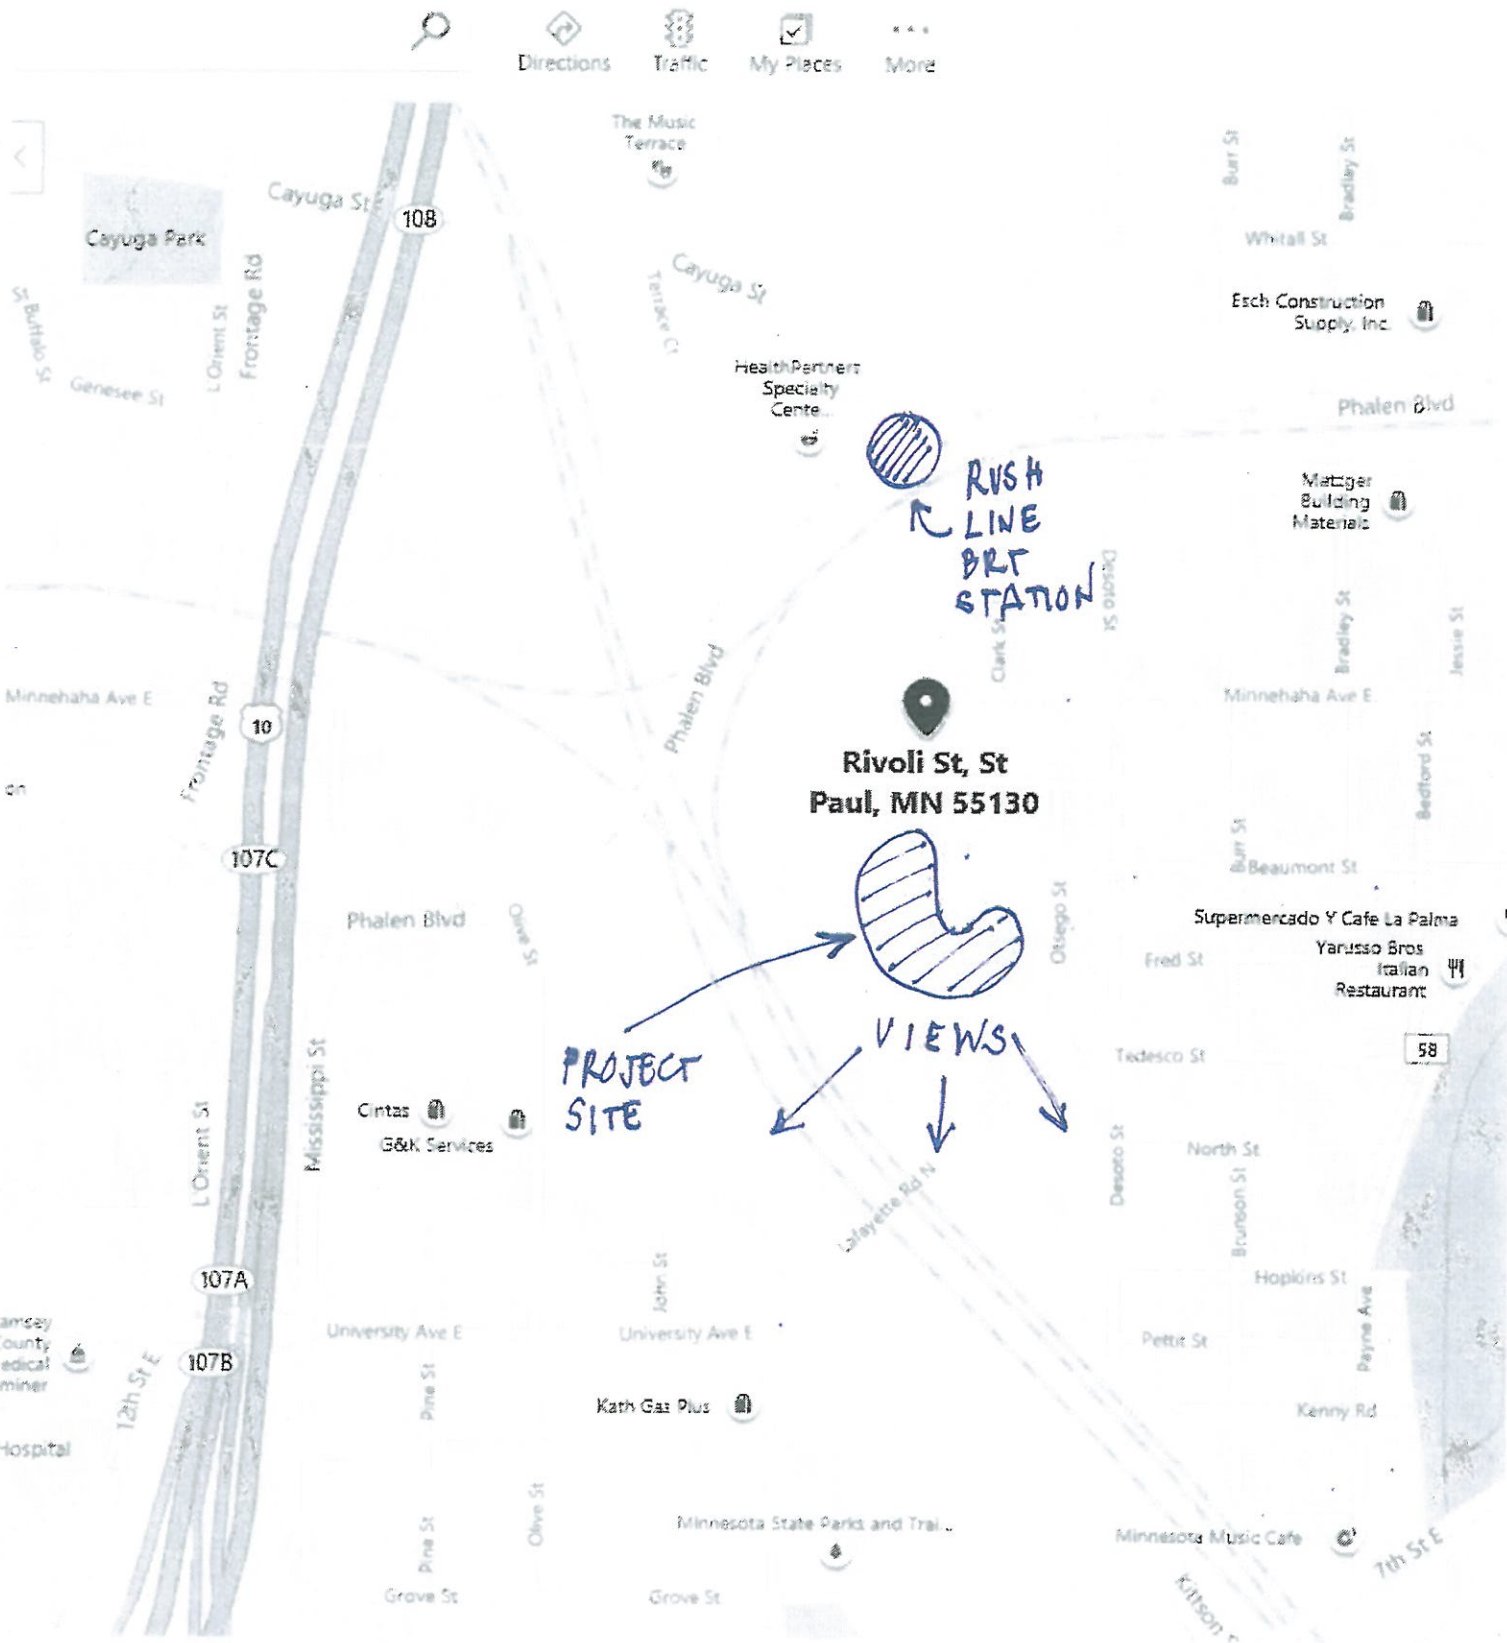 Directions
Traffic
My Places
More
The Music
Terrace
Burr St
Bradley St
Cayuga St
108
Cayuga Park
Whitall St
Frontage Rd
Cayuga St
Terrace Ct
St
Buffalo St
L'Orient St
Esch Construction
Supply, Inc.
Genesee St
HealthPartners
Specialty
Cente...
Phalen Blvd
RUSH
LINE
BRT
STATION
Matzger
Building
Materials
Desoto St
Clark St
Bradley St
Jessie St
Minnehaha Ave E
Frontage Rd
10
Phalen Blvd
Minnehaha Ave E
Rivoli St, St
Paul, MN 55130
on
Bedford St
107C
Burr St
Beaumont St
Phalen Blvd
Olive St
Otsego St
Supermercado Y Cafe La Palma
Yarusso Bros
Italian
Restaurant
Fred St
VIEWS
PROJECT
SITE
Tedesco St
58
Mississippi St
L'Orient St
Cintas
G&K Services
Desoto St
North St
Brunson St
Lafayette Rd N
107A
John St
Hopkins St
Payne Ave
amsey
County
edical
miner
University Ave E
University Ave E
Pettit St
107B
12th St E
Pine St
Kath Gas Plus
Kenny Rd
Hospital
Olive St
Pine St
Minnesota State Parks and Trai...
Minnesota Music Cafe
7th St E
Grove St
Grove St
Kittson